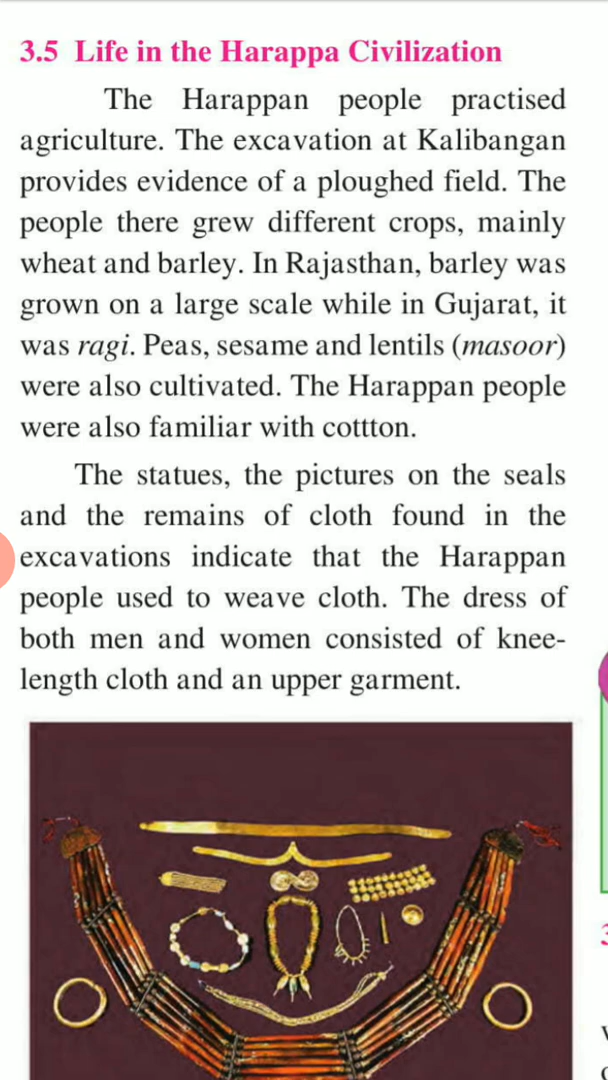 3.5 Life in the Harappa Civilization
The Harappan people practised
agriculture. The excavation at Kalibangan
provides evidence of a ploughed field. The
people there grew different crops, mainly
wheat and barley. In Rajasthan, barley was
grown on a large scale while in Gujarat, it
was ragi. Peas, sesame and lentils (masoor)
were also cultivated. The Harappan people
were also familiar with cottton.
The statues, the pictures on the seals
and the remains of cloth found in the
excavations indicate that the Harappan
people used to weave cloth. The dress of
both men and women consisted of knee-
length cloth and an upper garment.